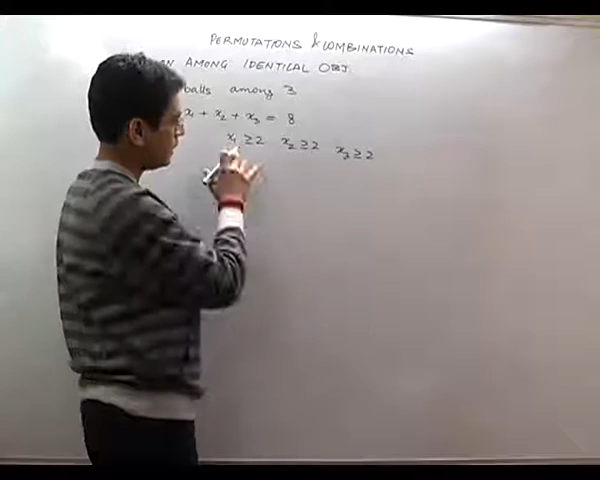 PERMUTATIONS & COMBINATIONS
AMONG IDENTICAL OBJ.
balls among 3
x₁ + x₂ + x₃ = 8
x₁ ≥ 2 x₂ ≥ 2 x₃ ≥ 2